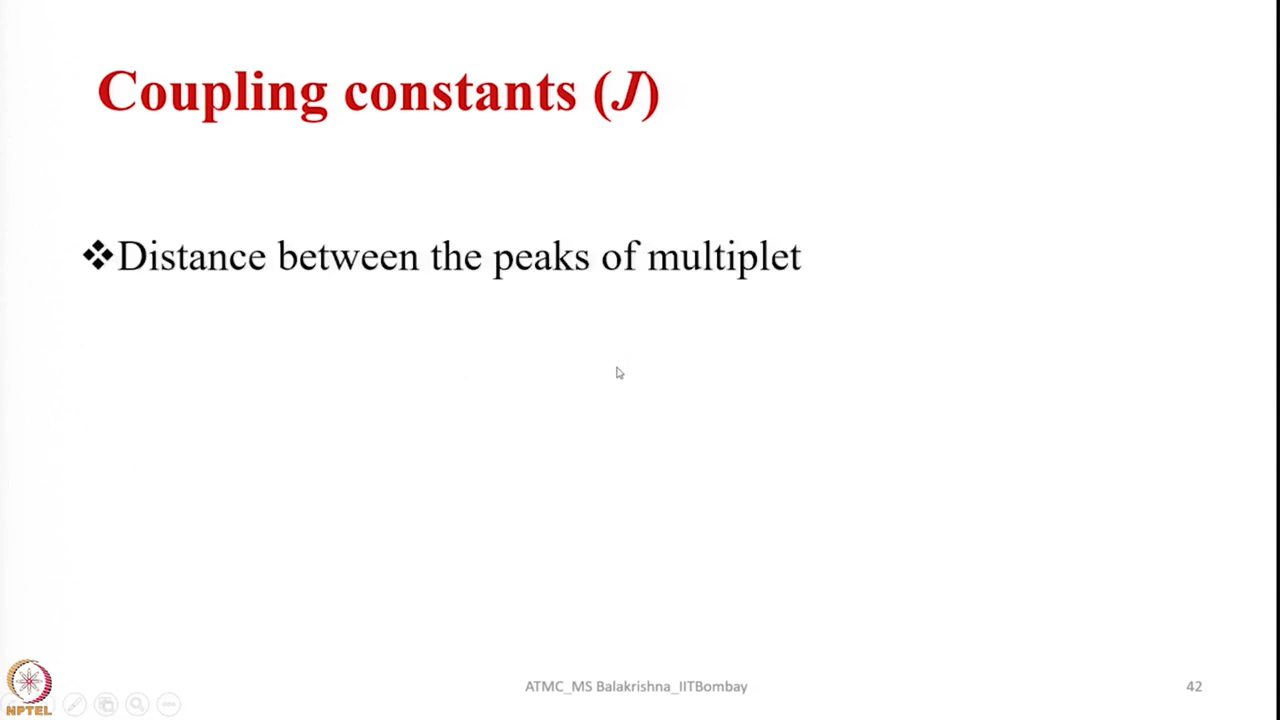 Coupling constants (J)
❖Distance between the peaks of multiplet
ATMC_MS Balakrishna_IITBombay
42
NPTEL